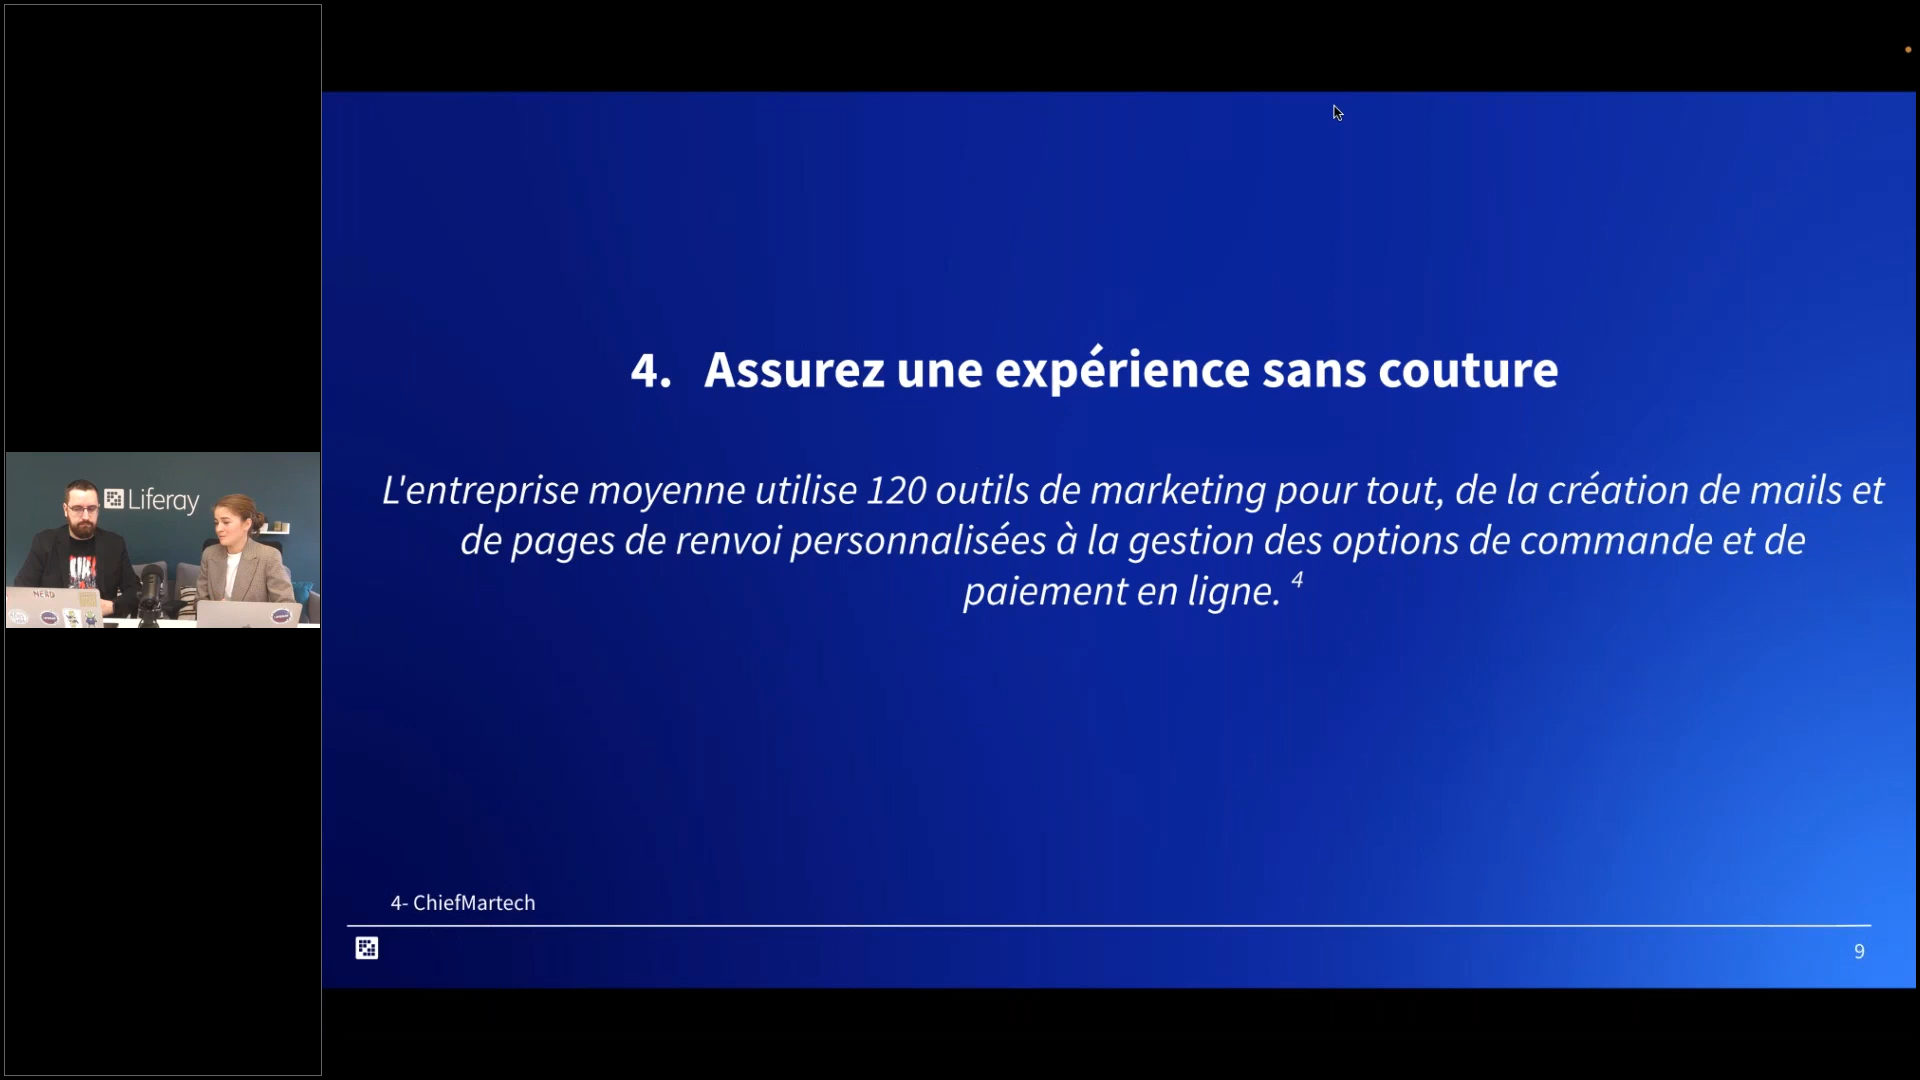 Liferay
NERD
4. Assurez une expérience sans couture
L'entreprise moyenne utilise 120 outils de marketing pour tout, de la création de mails et
de pages de renvoi personnalisées à la gestion des options de commande et de
paiement en ligne. 4
4- ChiefMartech
9